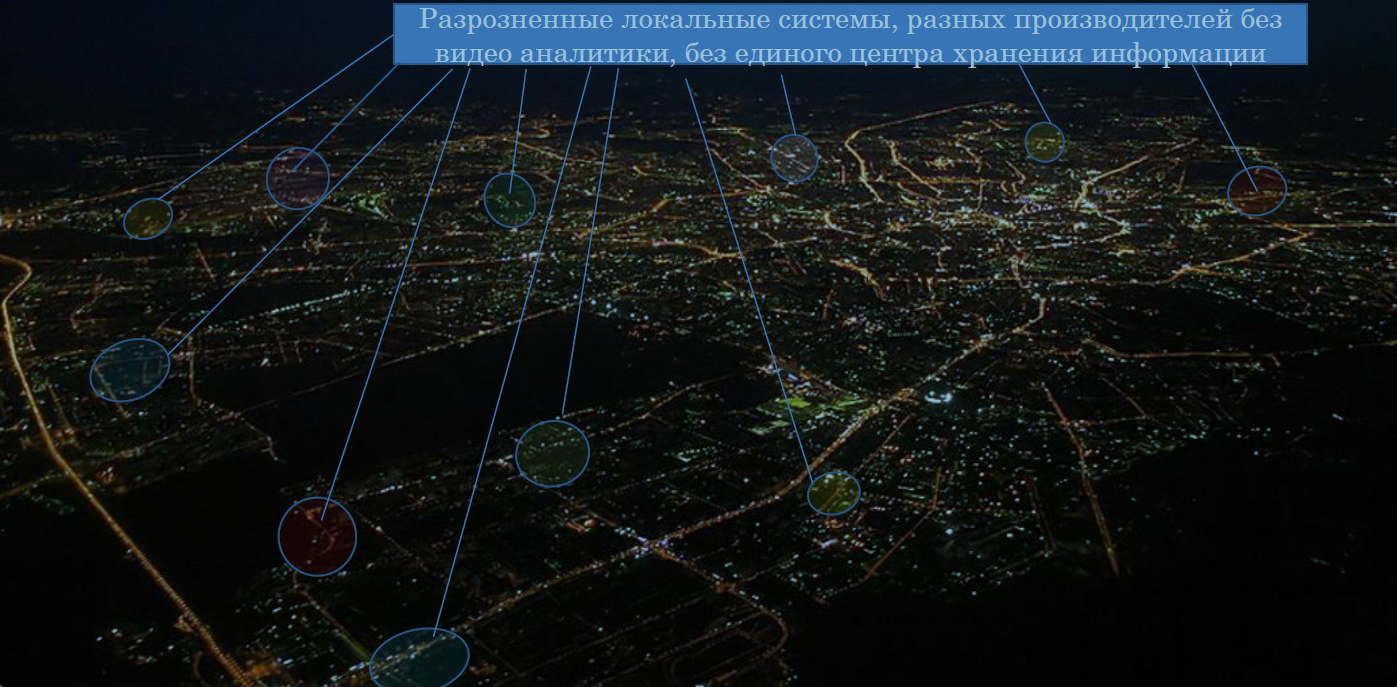 Разрозненные локальные системы, разных производителей без
видео аналитики, без единого центра хранения информации